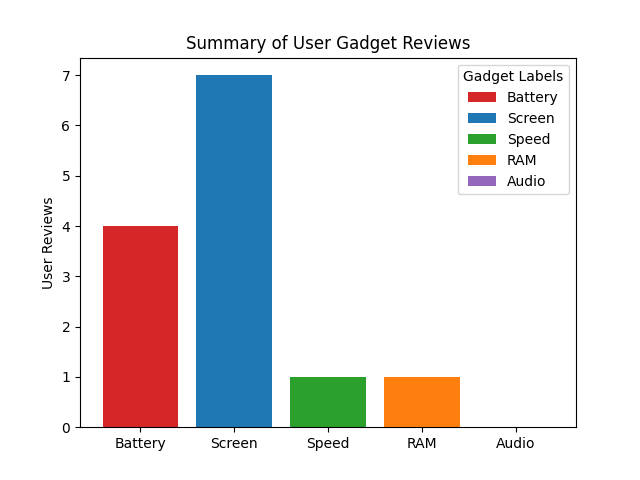 Summary of User Gadget Reviews
Gadget Labels
Battery
Screen
Speed
RAM
Audio
User Reviews
7
6
5
4
3
2
1
0
Battery Screen Speed RAM Audio